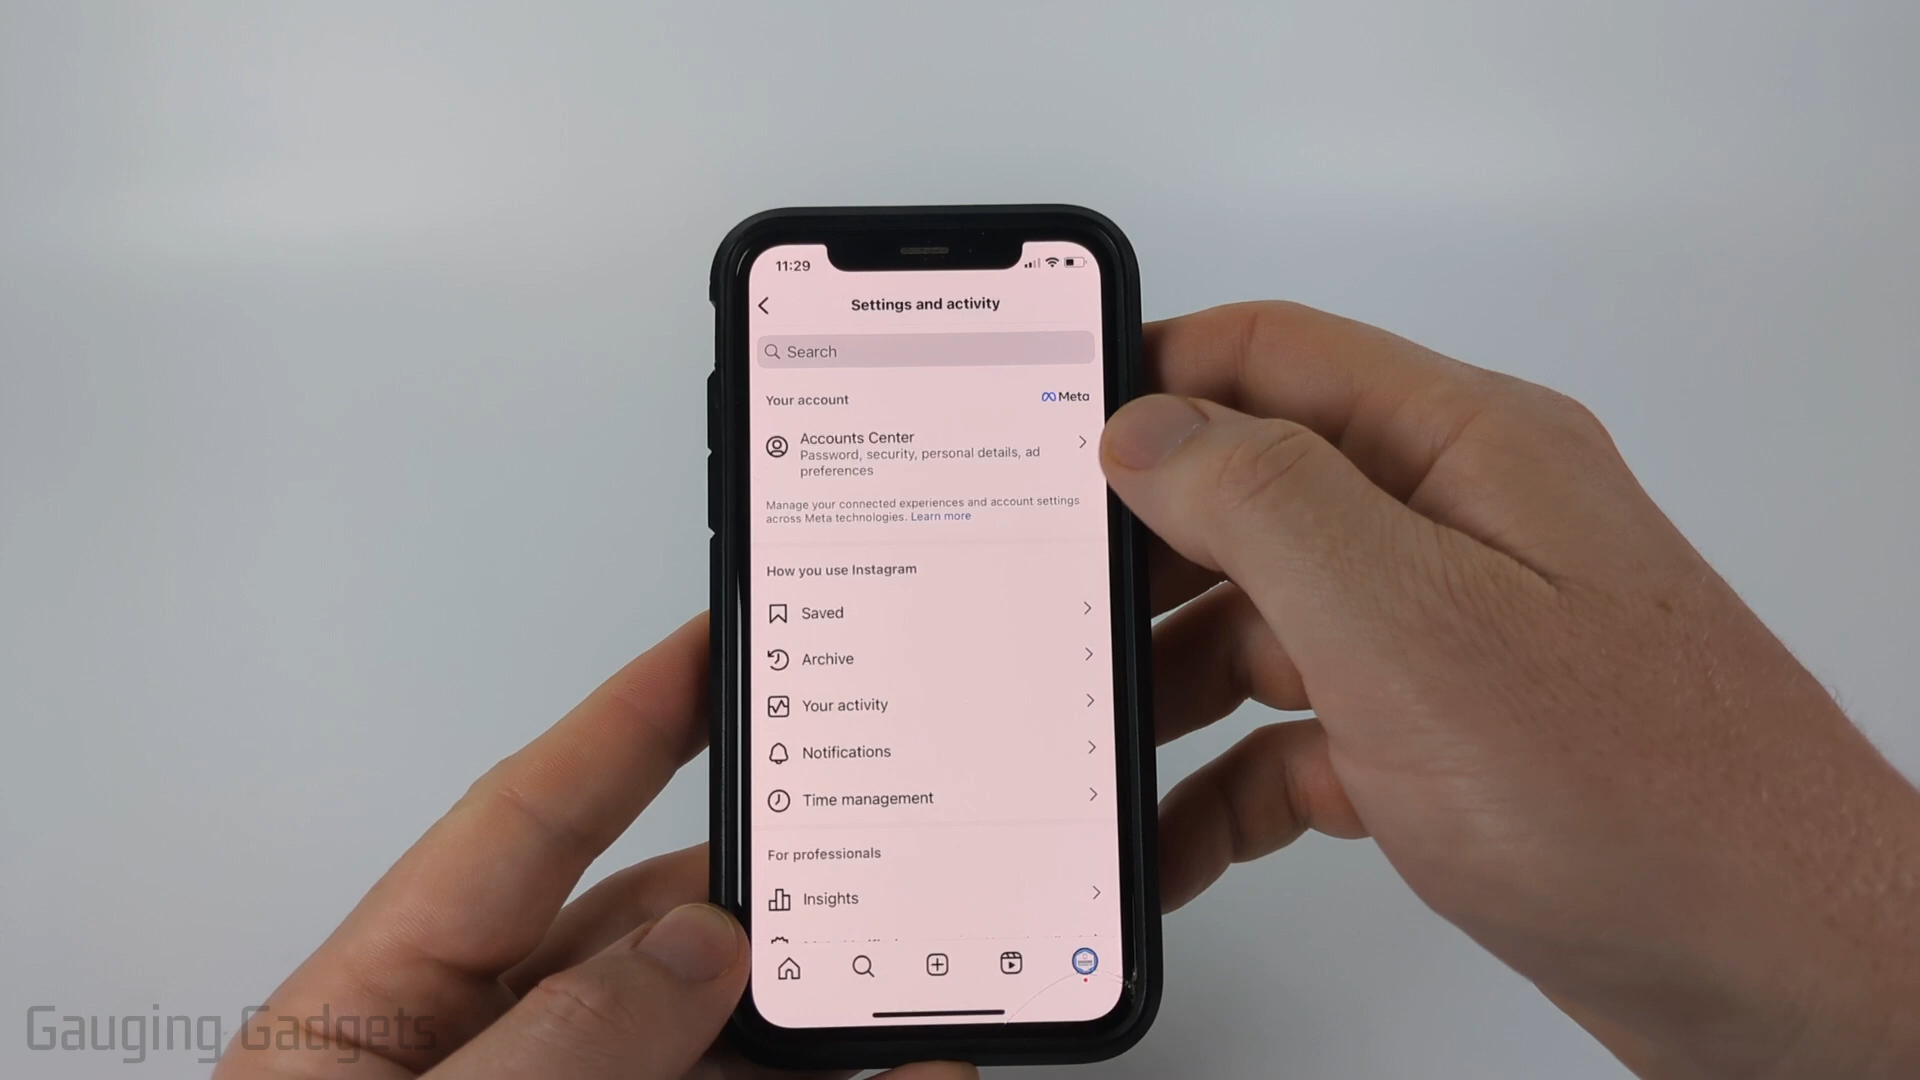 11:29
Settings and activity
Search
Your account
Meta
Accounts Center
Password, security, personal details, ad
preferences
Manage your connected experiences and account settings
across Meta technologies. Learn more
How you use Instagram
Saved
Archive
Your activity
Notifications
Time management
For professionals
Insights
Gauging Gadgets